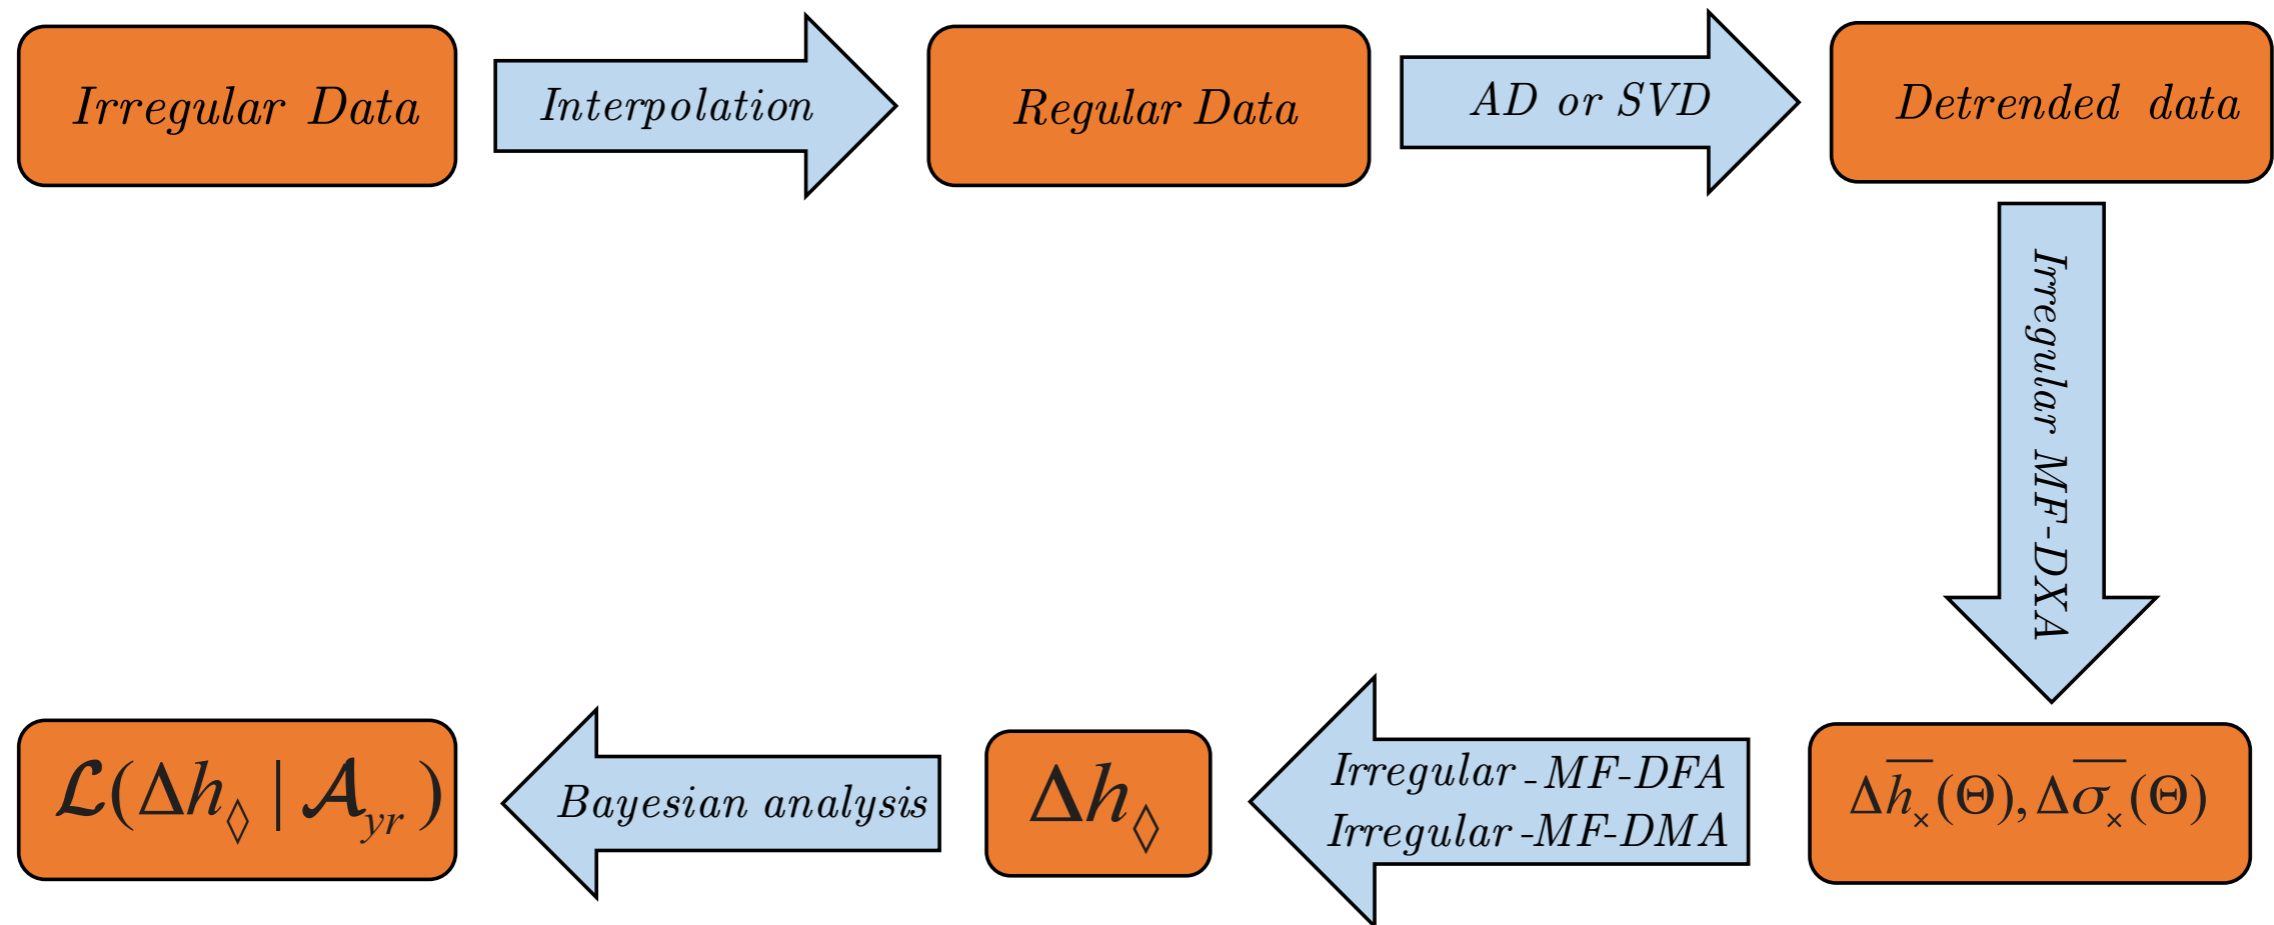 Irregular Data
Interpolation
Regular Data
AD or SVD
Detrended data
Irregular MF-DXA
Δh̅×(Θ), Δσ̅×(Θ)
Irregular-MF-DFA
Irregular-MF-DMA
Δh◊
Bayesian analysis
ℒ(Δh◊ | 𝒜yr)